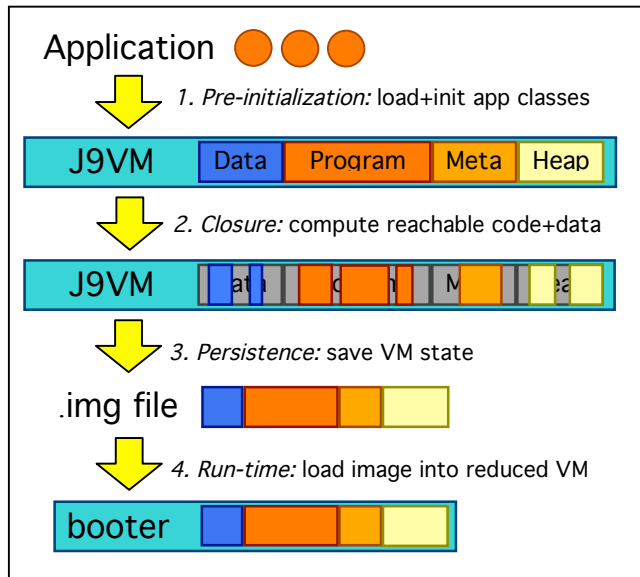 Application
1. Pre-initialization: load+init app classes
J9VM Data Program Meta Heap
2. Closure: compute reachable code+data
J9VM
3. Persistence: save VM state
.img file
4. Run-time: load image into reduced VM
booter